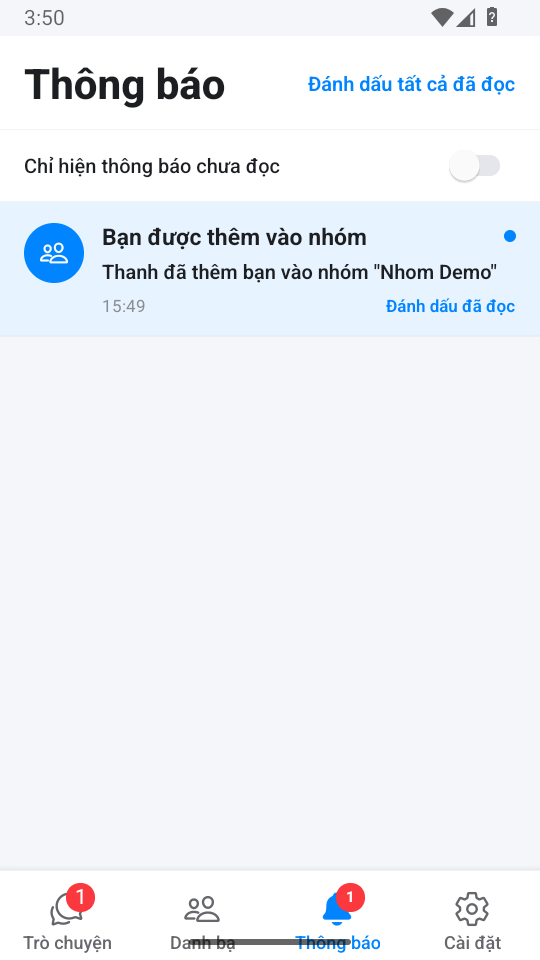 3:50
Thông báo
Đánh dấu tất cả đã đọc
Chỉ hiện thông báo chưa đọc
Bạn được thêm vào nhóm
Thanh đã thêm bạn vào nhóm "Nhom Demo"
15:49
Đánh dấu đã đọc
1
1
Trò chuyện
Danh bạ
Thông báo
Cài đặt